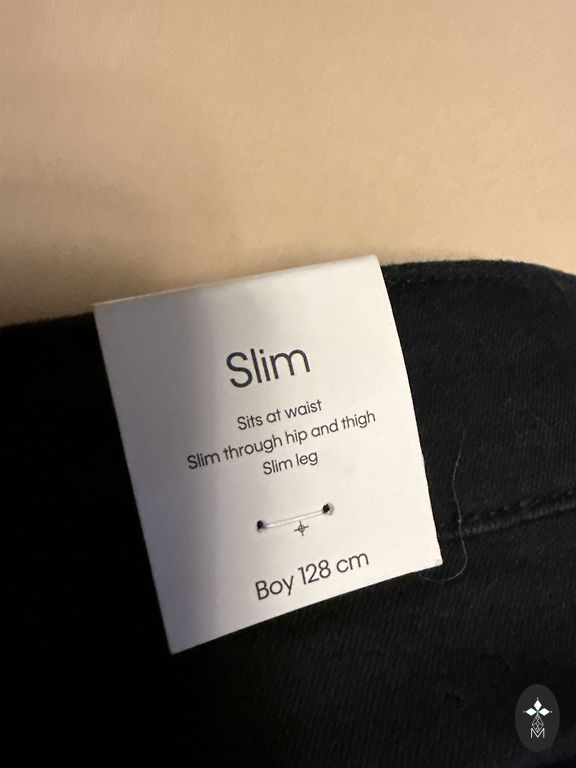 Slim
Sits at waist
Slim through hip and thigh
Slim leg
Boy 128 cm
M